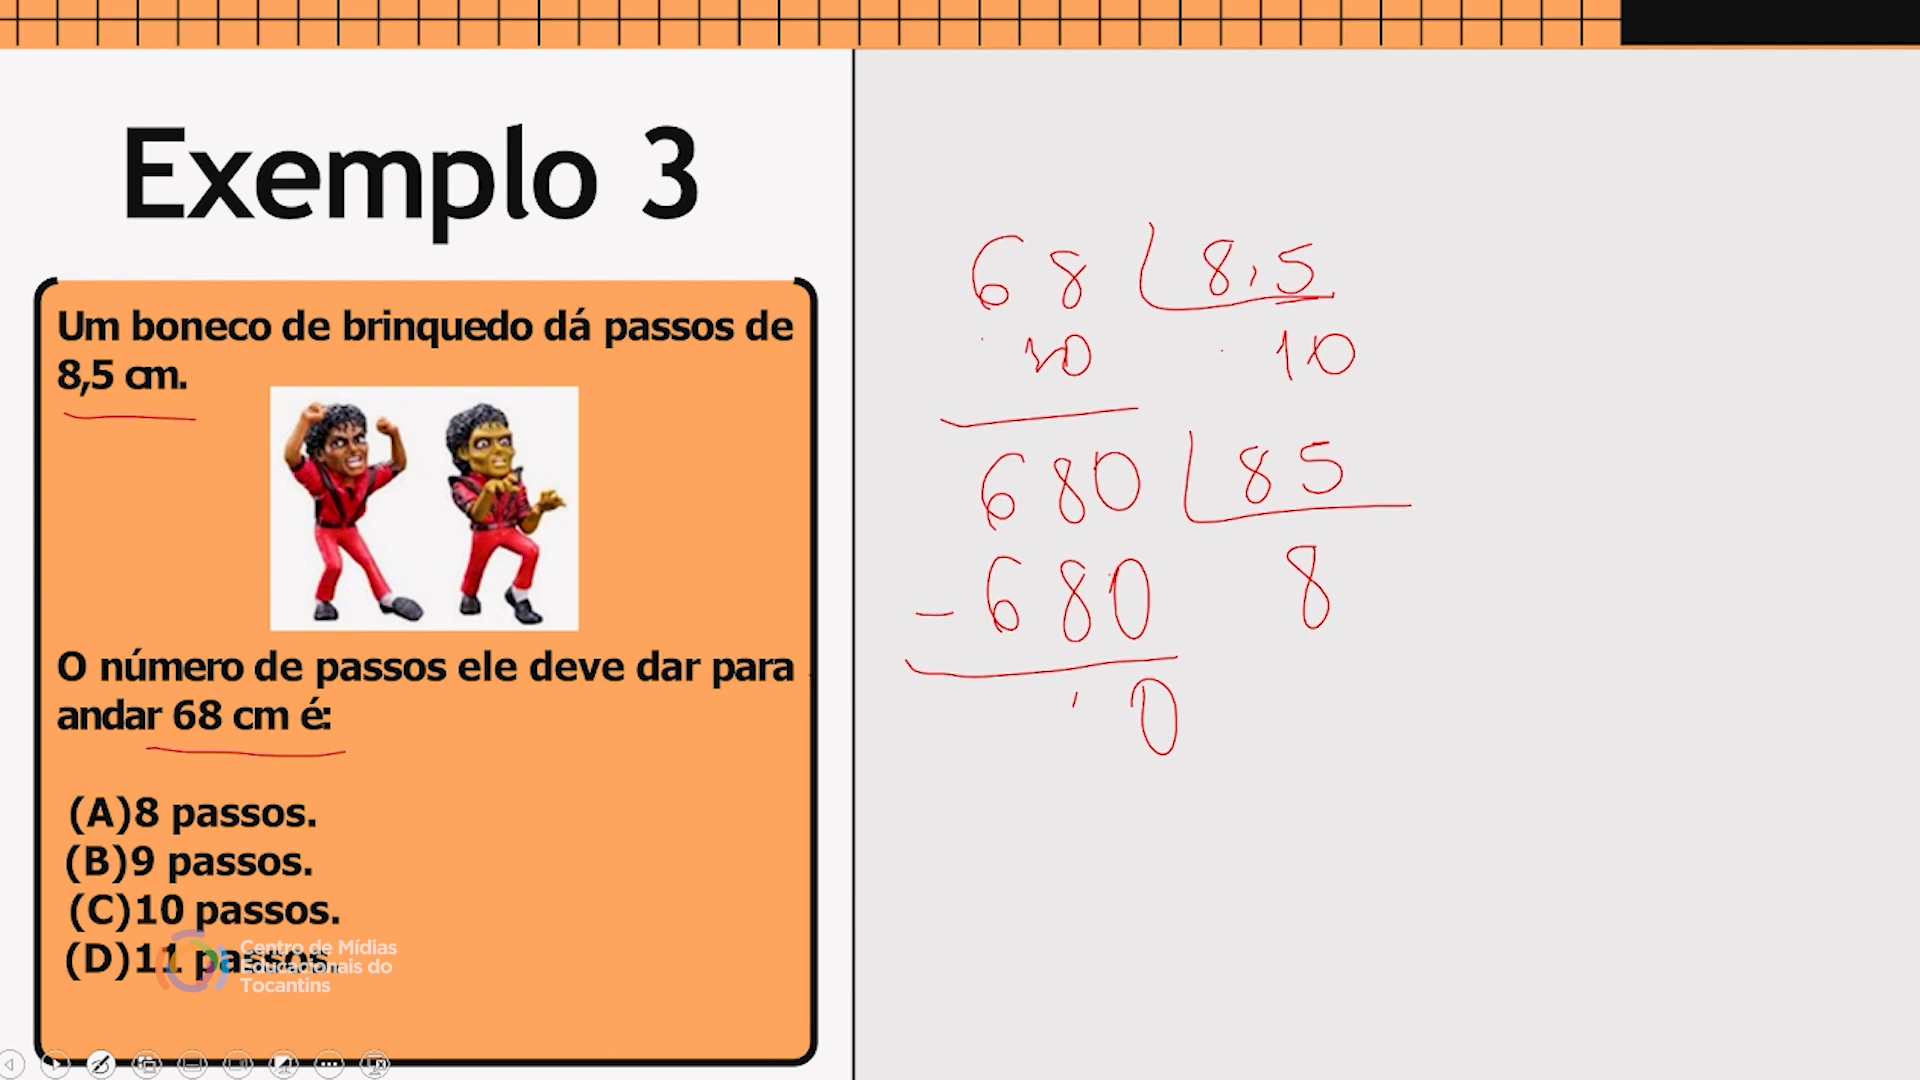 Exemplo 3
Um boneco de brinquedo dá passos de
8,5 cm.
O número de passos ele deve dar para
andar 68 cm é:
(A)8 passos.
(B)9 passos.
(C)10 passos.
(D)11 passos.
Centro de Mídias
Educacionais do
Tocantins
68 8,5
10 10
680 85
-680 8
0